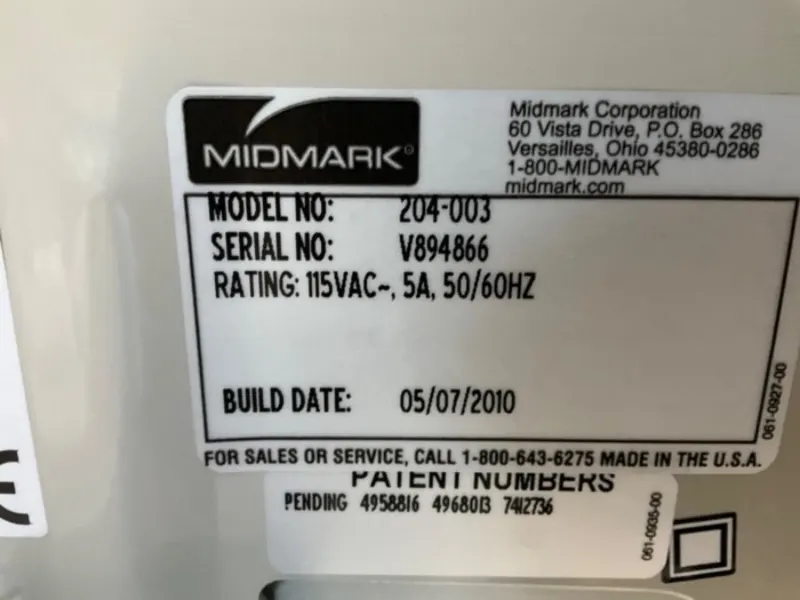 MIDMARK®
Midmark Corporation
60 Vista Drive, P.O. Box 286
Versailles, Ohio 45380-0286
1-800-MIDMARK
midmark.com
MODEL NO: 204-003
SERIAL NO: V894866
RATING: 115VAC~, 5A, 50/60HZ
BUILD DATE: 05/07/2010
061-0927-00
FOR SALES OR SERVICE, CALL 1-800-643-6275 MADE IN THE U.S.A.
PATENT NUMBERS
PENDING 4958816 4968013 7412736
061-0935-00